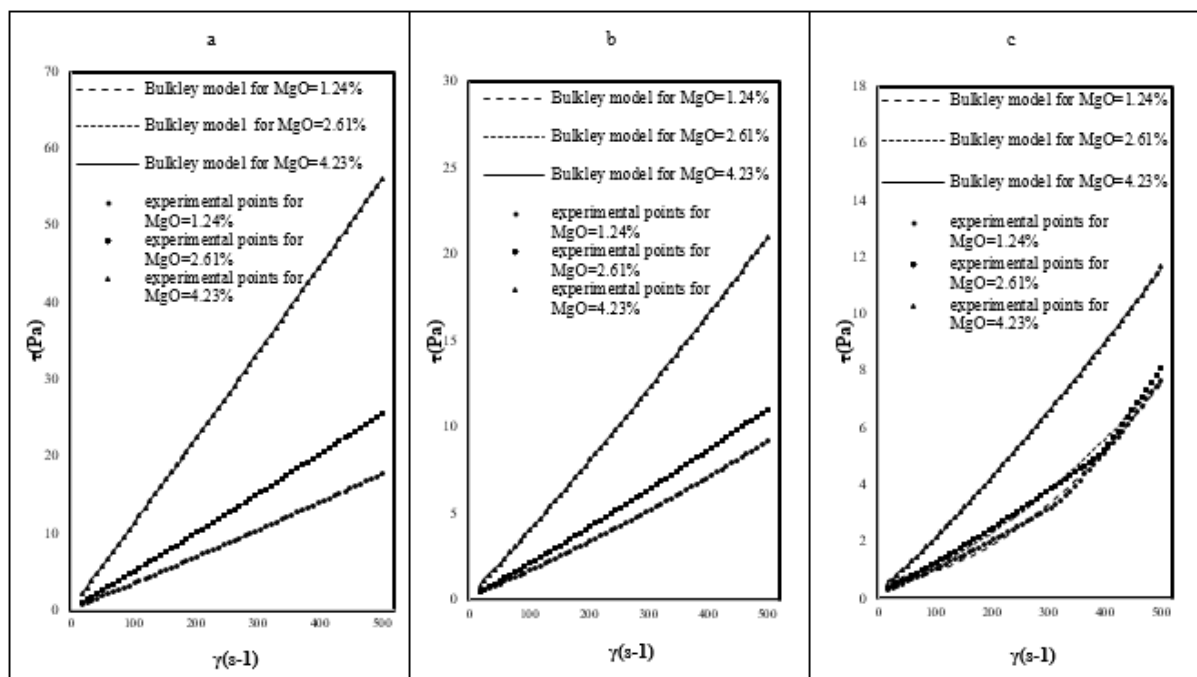 a
70
60
50
40
30
20
10
0
Bulkley model for MgO=1.24%
Bulkley model for MgO=2.61%
Bulkley model for MgO=4.23%
experimental points for
MgO=1.24%
experimental points for
MgO=2.61%
experimental points for
MgO=4.23%
τ(Pa)
0 100 200 300 400 500
γ(s-1)
b
30
25
20
15
10
5
0
Bulkley model for MgO=1.24%
Bulkley model for MgO=2.61%
Bulkley model for MgO=4.23%
experimental points for
MgO=1.24%
experimental points for
MgO=2.61%
experimental points for
MgO=4.23%
τ(Pa)
0 100 200 300 400 500
γ(s-1)
c
18
16
14
12
10
8
6
4
2
0
Bulkley model for MgO=1.24%
Bulkley model for MgO=2.61%
Bulkley model for MgO=4.23%
experimental points for
MgO=1.24%
experimental points for
MgO=2.61%
experimental points for
MgO=4.23%
τ(Pa)
0 100 200 300 400 500
γ(s-1)